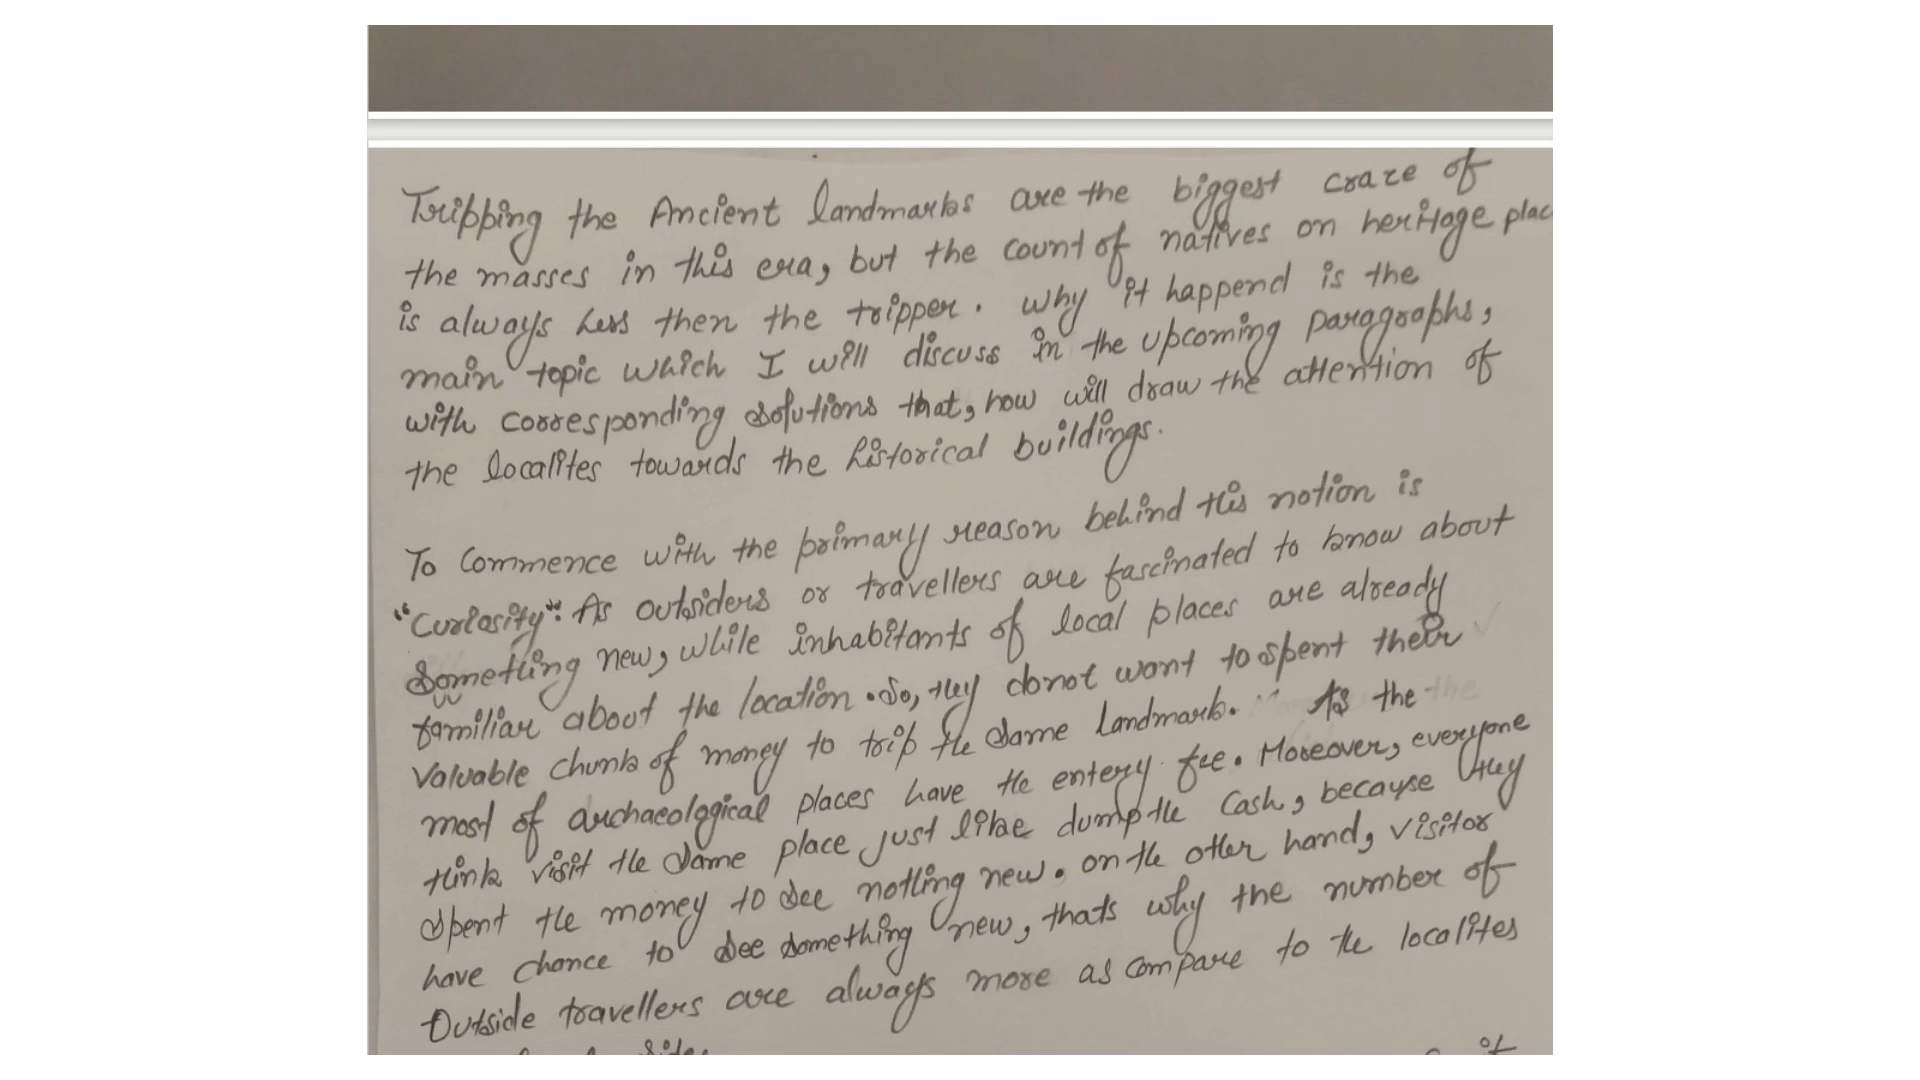 Tripping the Ancient landmarks are the biggest craze of
the masses in this era, but the count of natives on heritage plac
is always less then the tripper. Why it happend is the
main topic which I will discuss in the upcoming paragraphs,
with corresponding solutions that, how will draw the attention of
the localites towards the historical buildings.
To Commence with the primary reason behind this notion is
"Curiosity". As outsiders or travellers are fascinated to know about
Something new, while inhabitants of local places are already
familiar about the location. So, they donot want to spent their
Valuable chunk of money to trip the same landmark. As the
most of archaeological places have the entery fee. Moreover, everyone
think visit the same place just like dump the Cash, because they
Spent the money to see nothing new. on the other hand, visitor
have chance to see something new, thats why the number of
Outside travellers are always more as compare to the localites